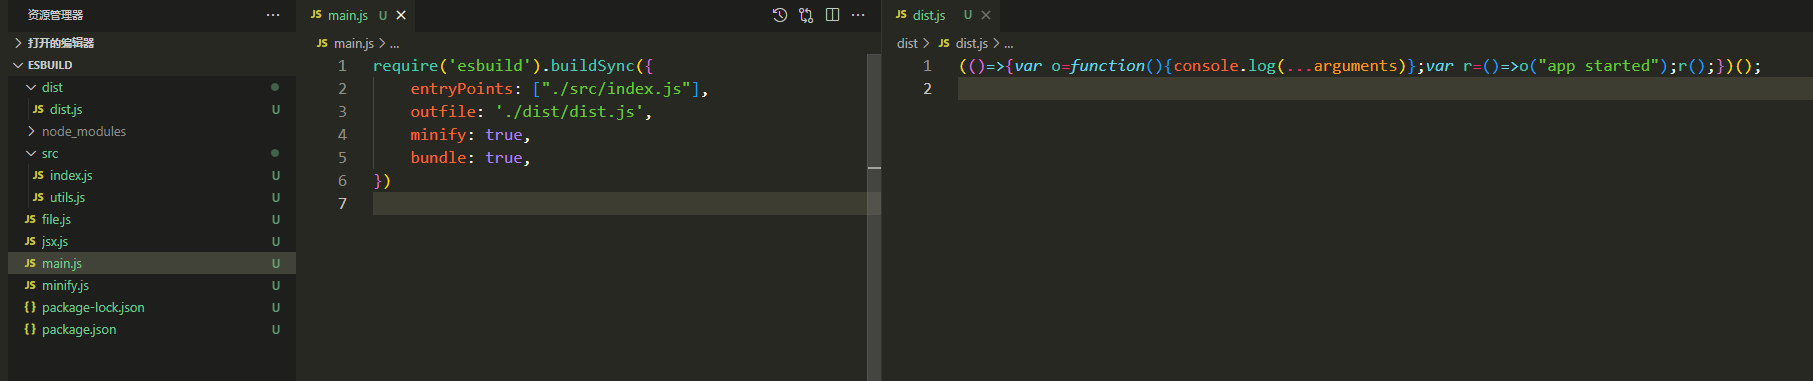 资源管理器 ...
打开的编辑器
ESBUILD
dist
JS dist.js U
node_modules
src
JS index.js U
JS utils.js U
JS file.js U
JS jsx.js U
JS main.js U
JS minify.js U
{} package-lock.json U
{} package.json U
JS main.js U ...
JS main.js > ...
1 require('esbuild').buildSync({
2 entryPoints: ["./src/index.js"],
3 outfile: './dist/dist.js',
4 minify: true,
5 bundle: true,
6 })
7
JS dist.js U
dist > JS dist.js > ...
1 (()=>{var o=function(){console.log(...arguments)};var r=()=>o("app started");r();})();
2